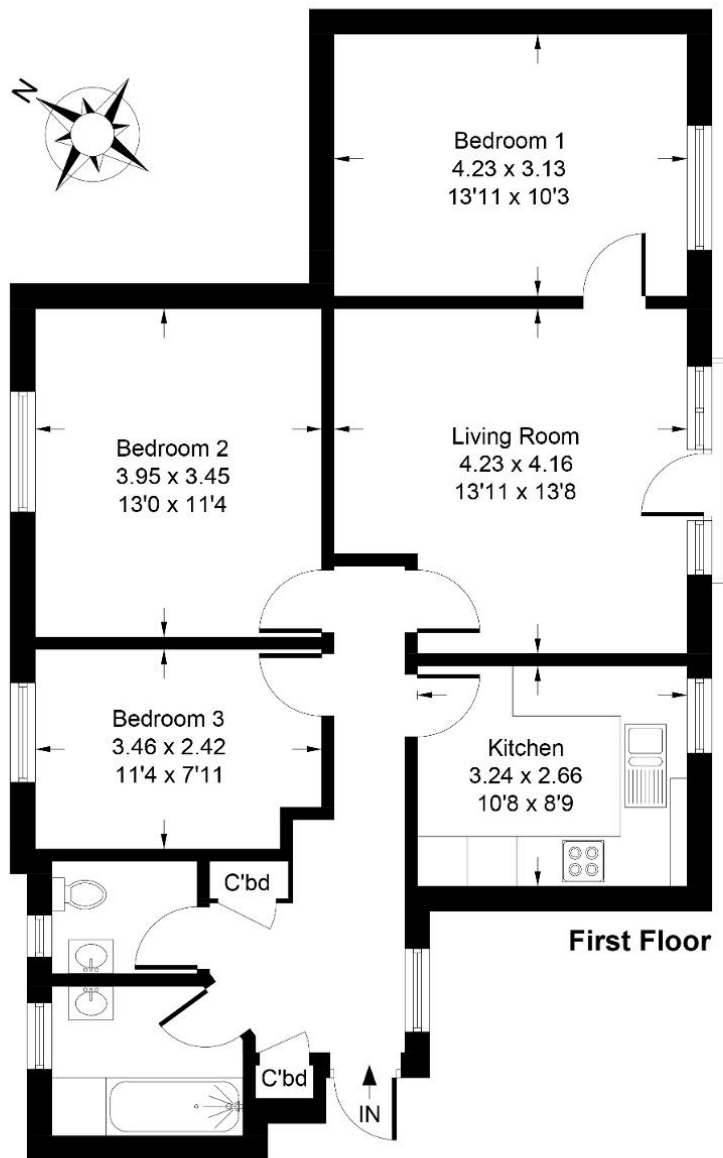 N
Bedroom 1
4.23 x 3.13
13'11 x 10'3
Bedroom 2
3.95 x 3.45
13'0 x 11'4
Living Room
4.23 x 4.16
13'11 x 13'8
Bedroom 3
3.46 x 2.42
11'4 x 7'11
Kitchen
3.24 x 2.66
10'8 x 8'9
C'bd
First Floor
C'bd
IN